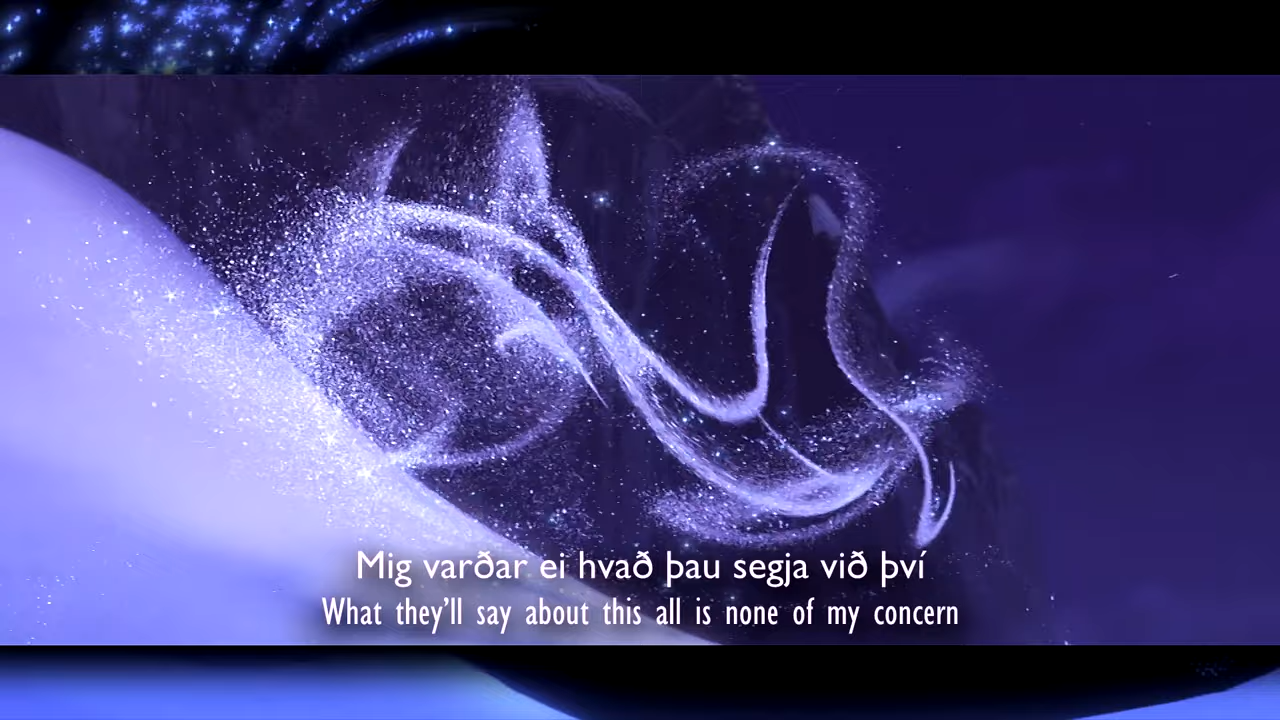 Mig varðar ei hvað þau segja við því
What they’ll say about this all is none of my concern